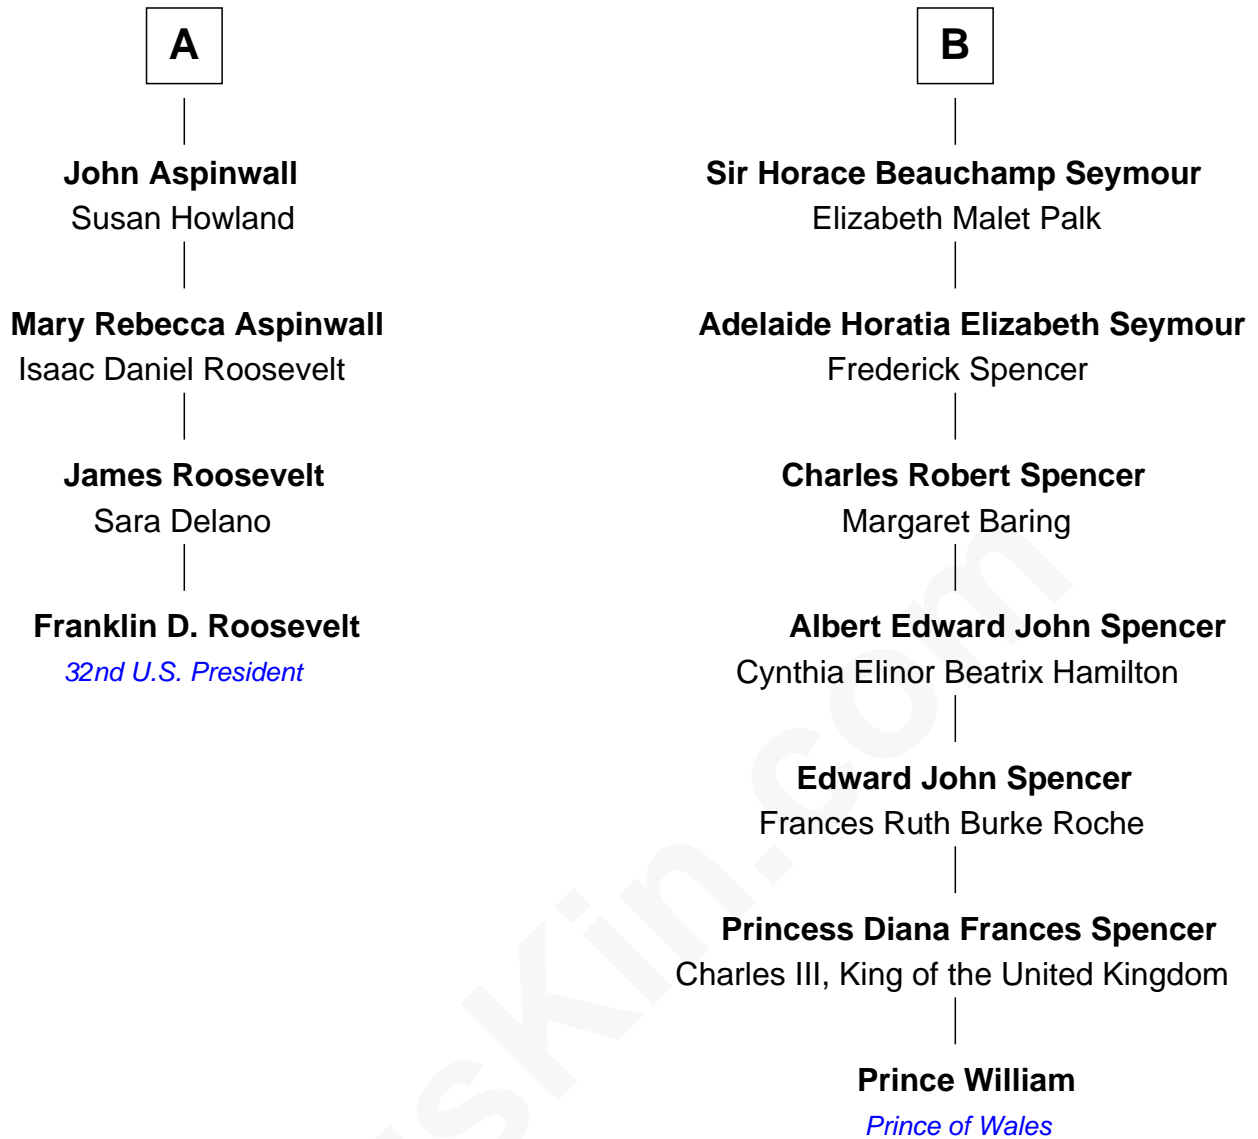 A
John Aspinwall
Susan Howland
Mary Rebecca Aspinwall
Isaac Daniel Roosevelt
James Roosevelt
Sara Delano
Franklin D. Roosevelt
32nd U.S. President
B
Sir Horace Beauchamp Seymour
Elizabeth Malet Palk
Adelaide Horatia Elizabeth Seymour
Frederick Spencer
Charles Robert Spencer
Margaret Baring
Albert Edward John Spencer
Cynthia Elinor Beatrix Hamilton
Edward John Spencer
Frances Ruth Burke Roche
Princess Diana Frances Spencer
Charles III, King of the United Kingdom
Prince William
Prince of Wales
sKin.com